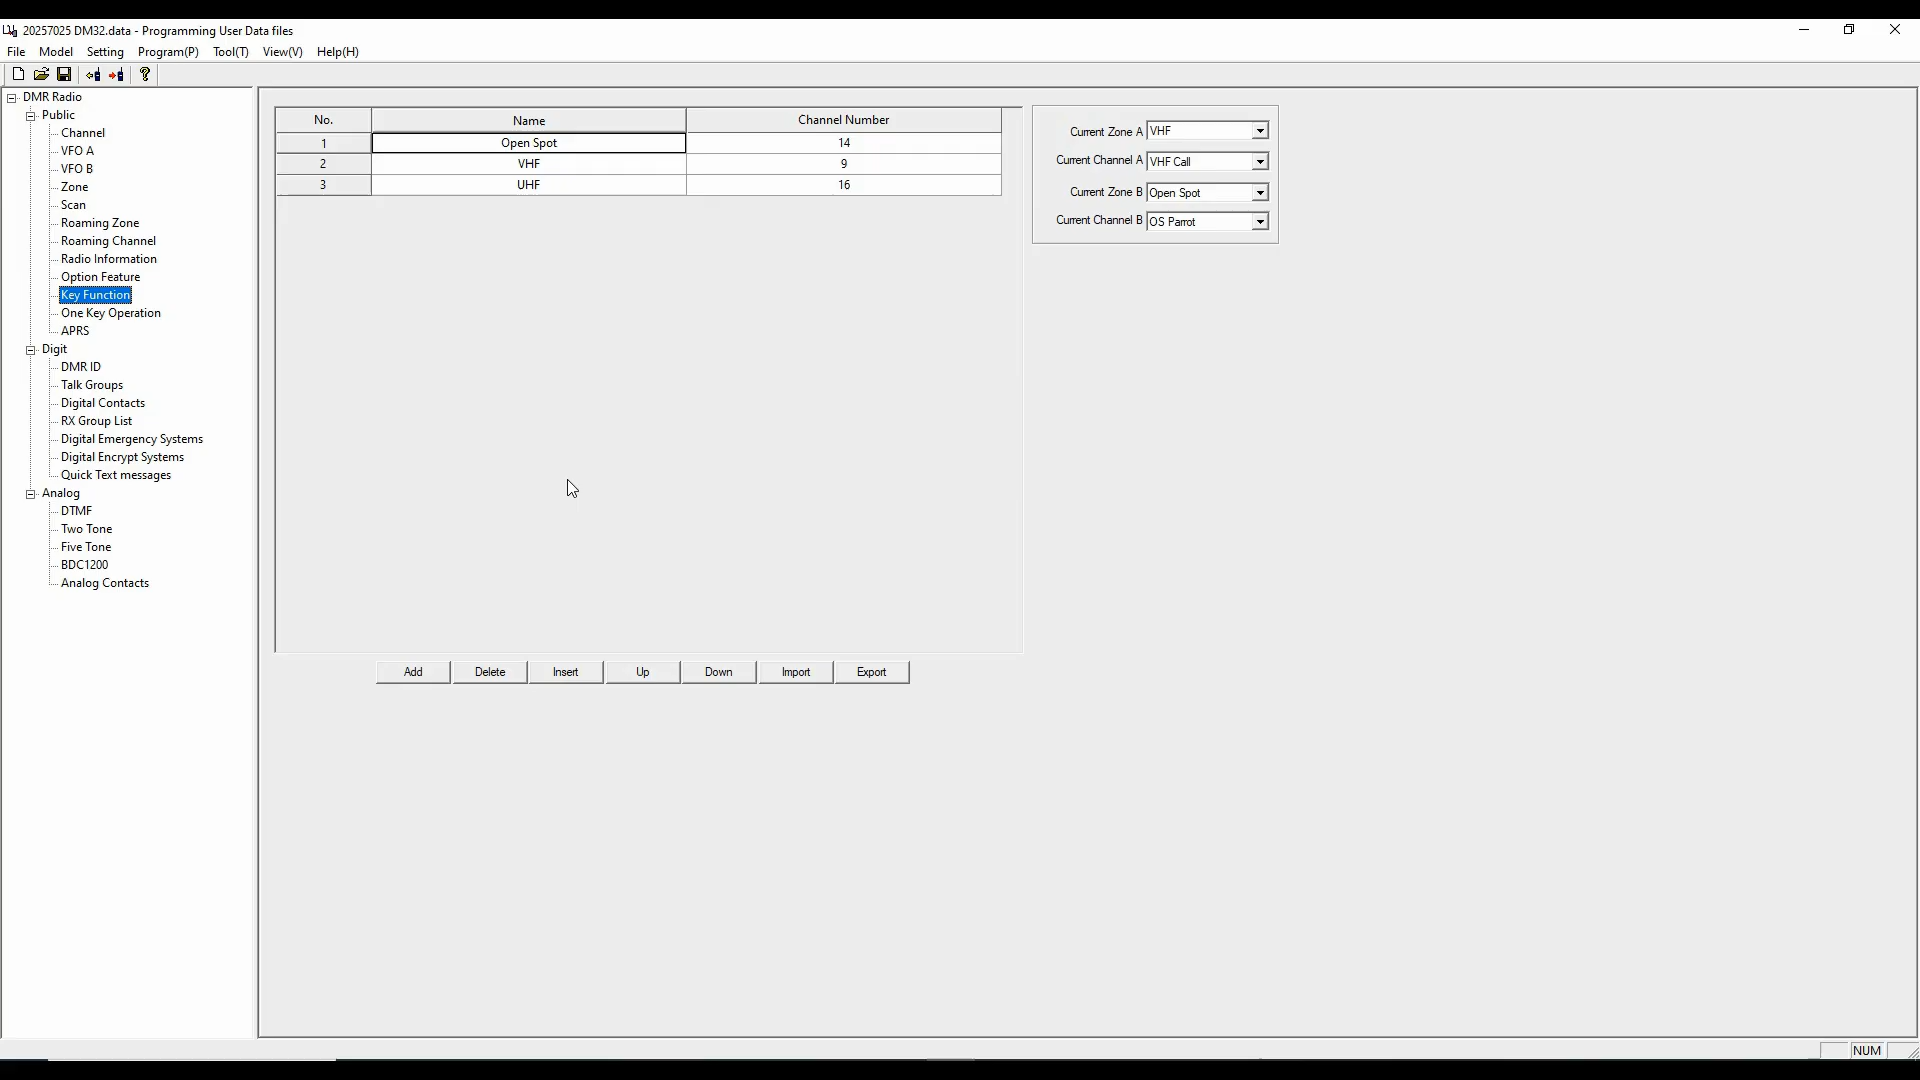 20257025 DM32.data - Programming User Data files
File Model Setting Program(P) Tool(T) View(V) Help(H)
DMR Radio
Public
Channel
VFO A
VFO B
Zone
Scan
Roaming Zone
Roaming Channel
Radio Information
Option Feature
Key Function
One Key Operation
APRS
Digit
DMR ID
Talk Groups
Digital Contacts
RX Group List
Digital Emergency Systems
Digital Encrypt Systems
Quick Text messages
Analog
DTMF
Two Tone
Five Tone
BDC1200
Analog Contacts
No. Name Channel Number
1 Open Spot 14
2 VHF 9
3 UHF 16
Add Delete Insert Up Down Import Export
Current Zone A VHF
Current Channel A VHF Call
Current Zone B Open Spot
Current Channel B OS Parrot
NUM